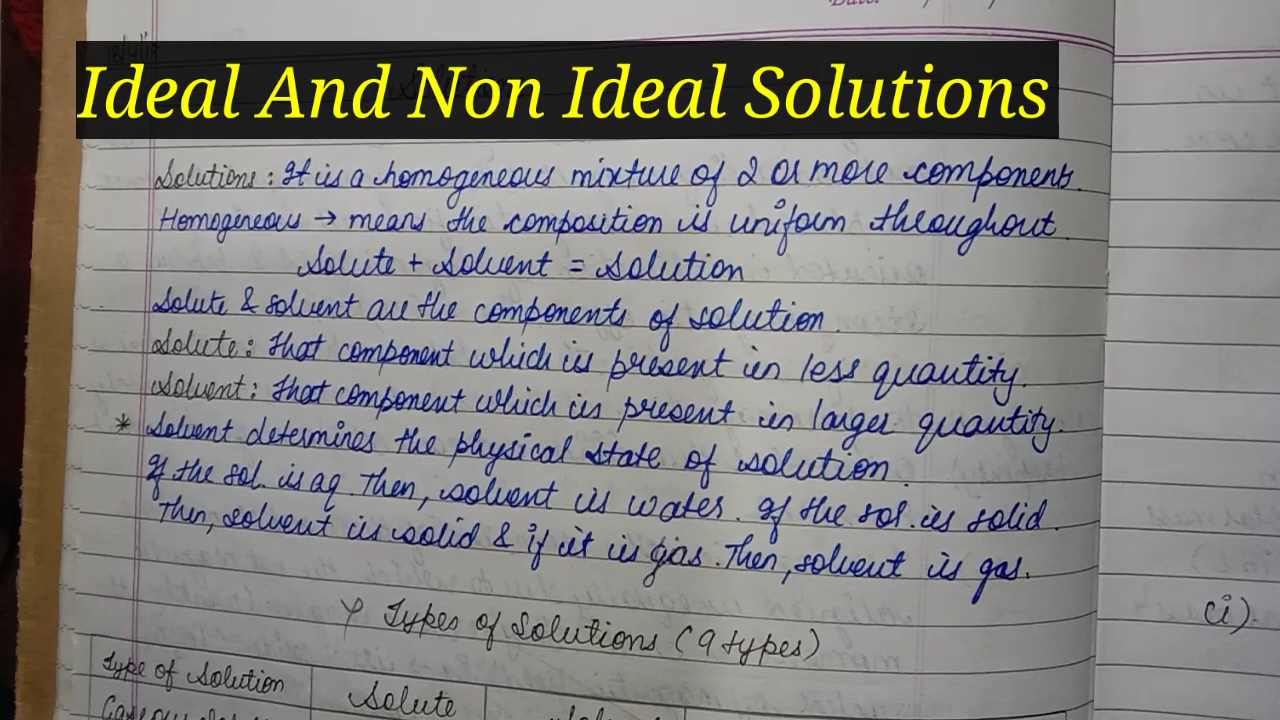 Date:
18/4/19
Ideal And Non Ideal Solutions
Solutions : It is a homogeneous mixture of 2 or more components.
Homogeneous → means the composition is uniform throughout.
Solute + Solvent = Solution
Solute & solvent are the components of solution.
Solute : That component which is present in less quantity.
Solvent : That component which is present in larger quantity.
* Solvent determines the physical state of solution.
If the sol. is aq. Then, solvent is water. If the sol. is solid.
Then, solvent is solid & if it is gas. Then, solvent is gas.
Types of Solutions (9 types)
Type of Solution Solute
(i)